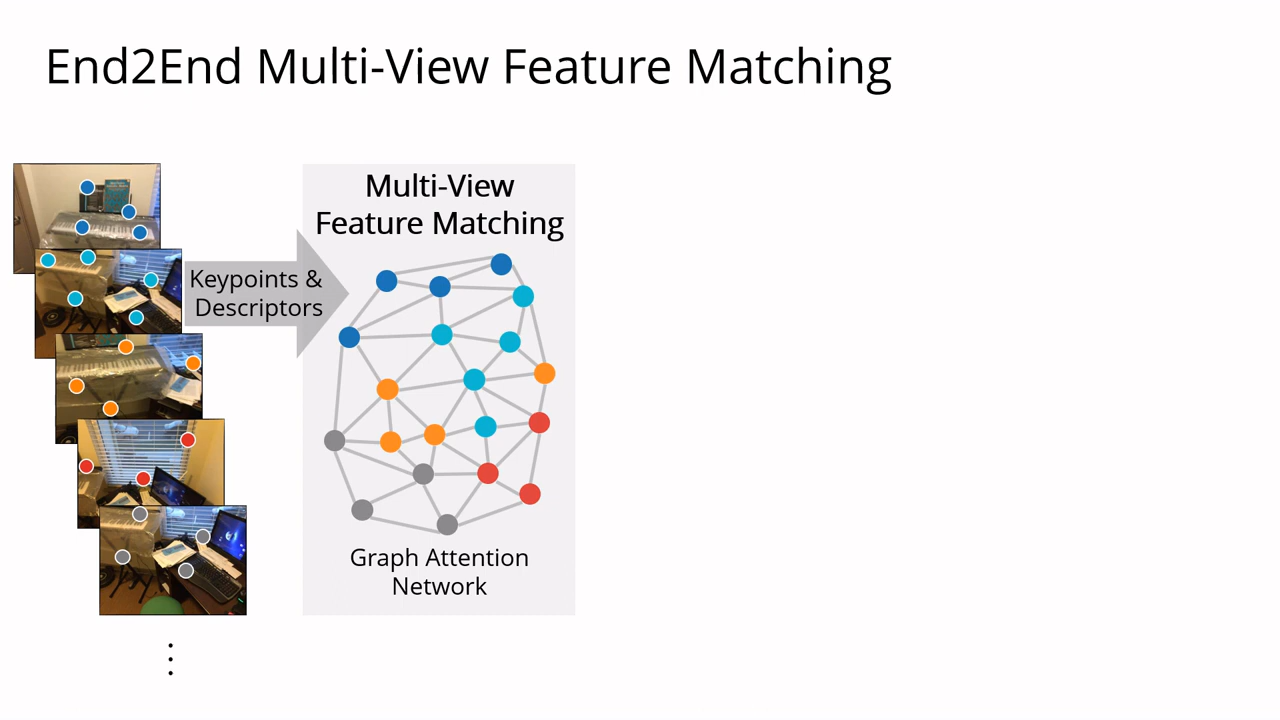 End2End Multi-View Feature Matching
Keypoints &
Descriptors
Multi-View
Feature Matching
Graph Attention
Network